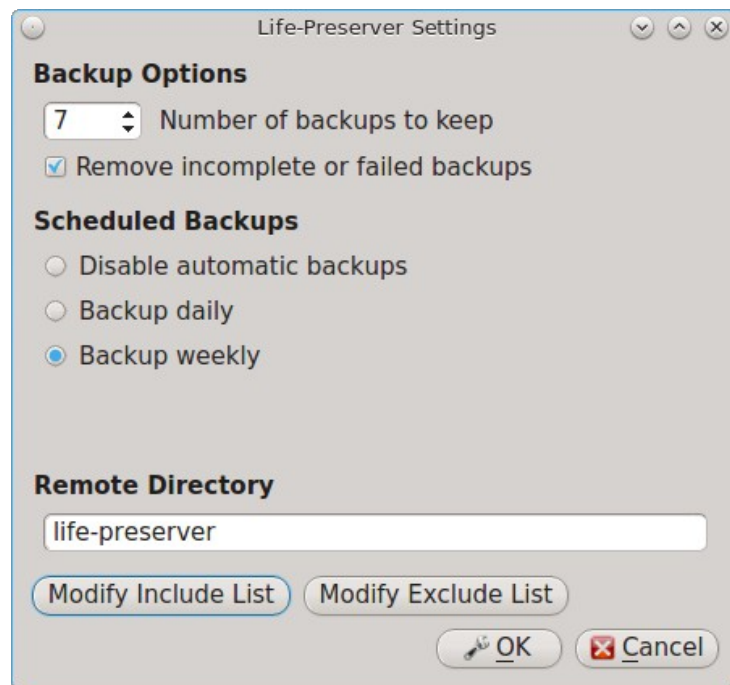 Life-Preserver Settings
Backup Options
7 Number of backups to keep
Remove incomplete or failed backups
Scheduled Backups
Disable automatic backups
Backup daily
Backup weekly
Remote Directory
life-preserver
Modify Include List Modify Exclude List
OK Cancel